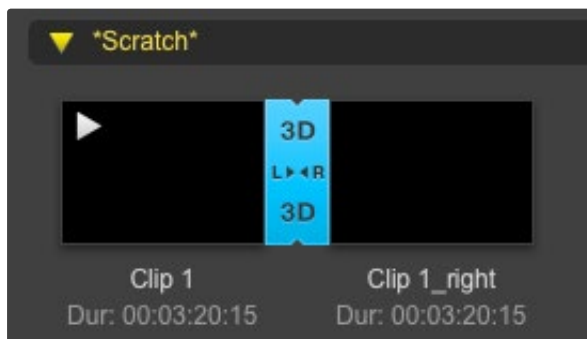 *Scratch*
3D
L R
3D
Clip 1 Clip 1_right
Dur: 00:03:20:15 Dur: 00:03:20:15